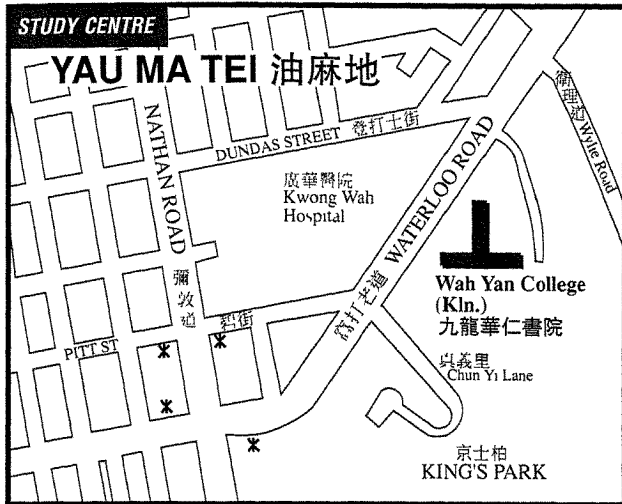 STUDY CENTRE
YAU MA TEI 油麻地
NATHAN ROAD
彌敦道
DUNDAS STREET 登打士街
廣華醫院
Kwong Wah
Hospital
窩打老道 WATERLOO ROAD
衛理道 Wylie Road
Wah Yan College
(Kln.)
九龍華仁書院
PITT ST
碧街
真義里
Chun Yi Lane
京士柏
KING'S PARK